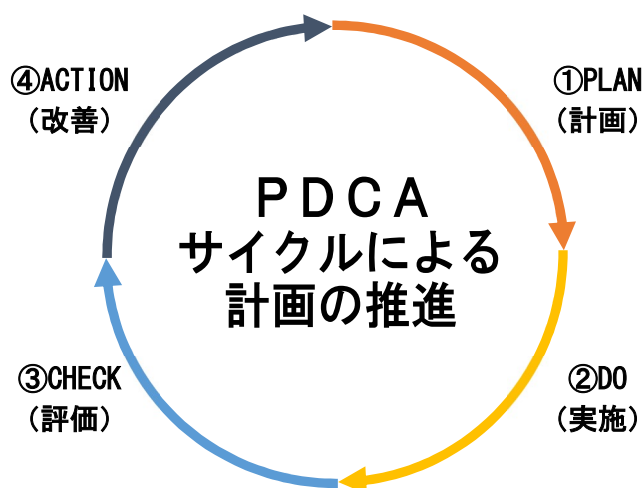 ④ACTION
(改善)
①PLAN
(計画)
PDCA
サイクルによる
計画の推進
③CHECK
(評価)
②DO
(実施)